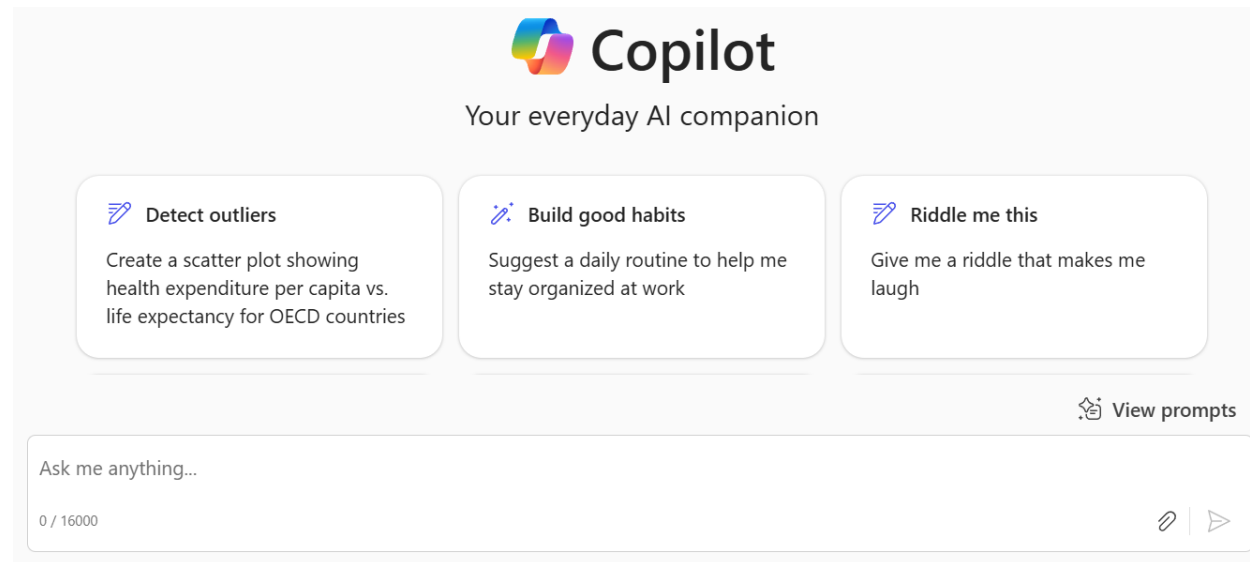 Copilot
Your everyday AI companion
Detect outliers
Create a scatter plot showing
health expenditure per capita vs.
life expectancy for OECD countries
Build good habits
Suggest a daily routine to help me
stay organized at work
Riddle me this
Give me a riddle that makes me
laugh
View prompts
Ask me anything...
0 / 16000